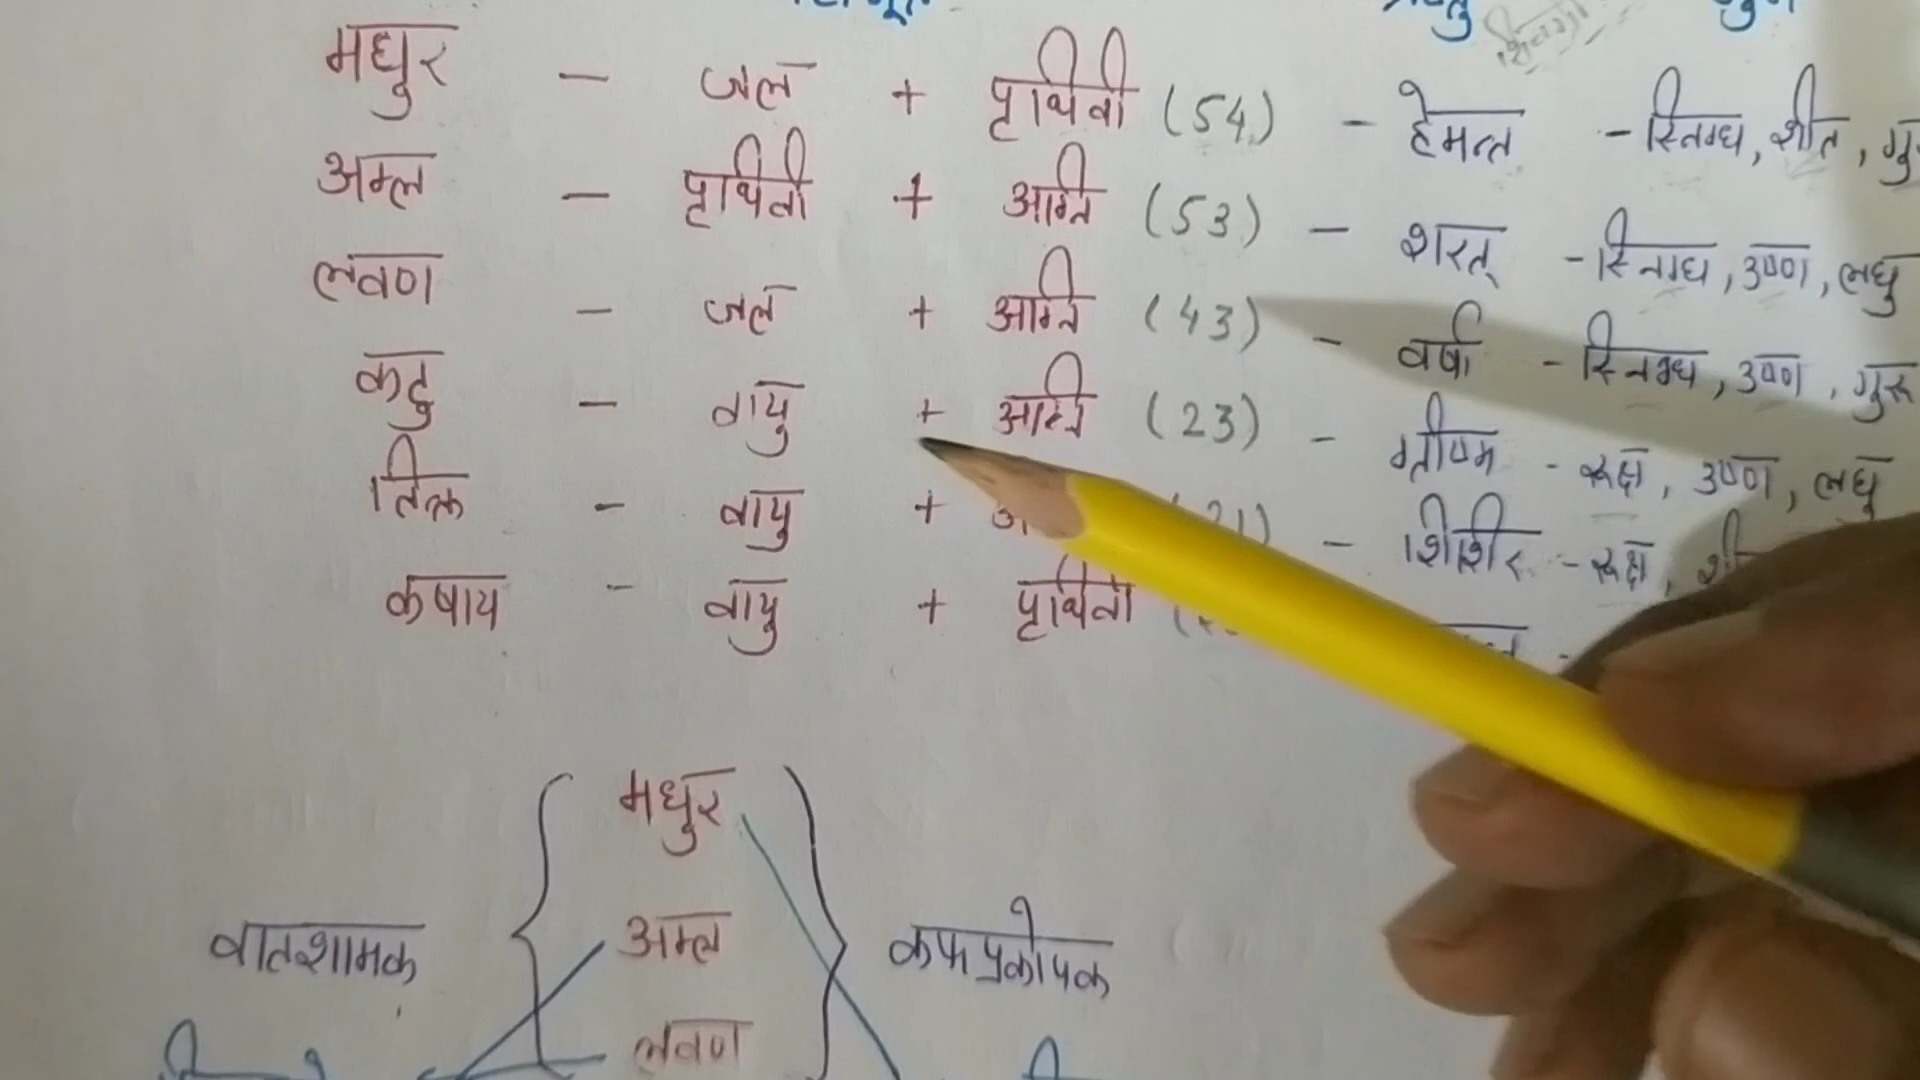 मधुर - जल + पृथिवी (54) - हेमन्त - स्निग्ध, शीत,
अम्ल - पृथिवी + अग्नि (53) - शरत् - स्निग्ध, उष्ण, लघु
लवण - जल + अग्नि (43) - वर्षा - स्निग्ध, उष्ण, गुरू
कटु - वायु + अग्नि (23) - ग्रीष्म - रूक्ष, उष्ण, लघु
तिक्त - वायु + - शिशिर - रूक्ष,
कषाय - वायु + पृथिवी
मधुर
वातशामक अम्ल कफप्रकोपक
लवण